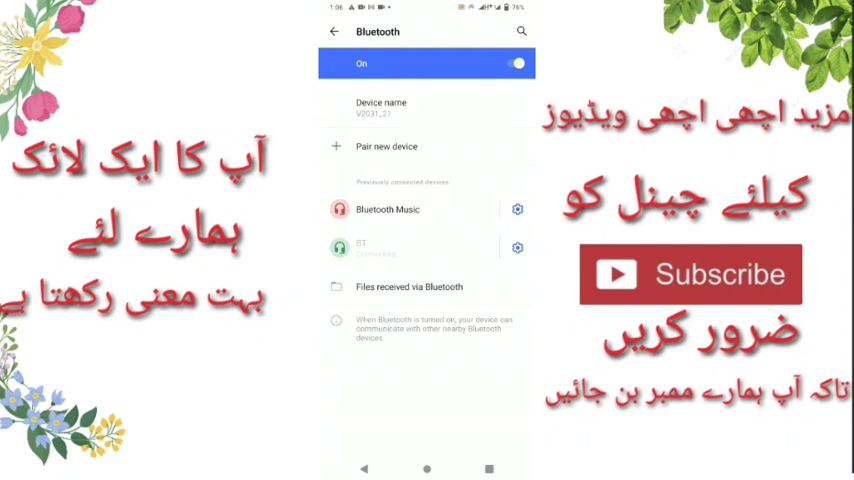 1:06
76%
Bluetooth
On
Device name
V2031_21
Pair new device
Previously connected devices
Bluetooth Music
BT
Connecting...
Files received via Bluetooth
When Bluetooth is turned on, your device can
communicate with other nearby Bluetooth
devices.
آپ کا ایک لائک
ہمارے لئے
بہت معنی رکھتا ہے
مزید اچھی اچھی ویڈیوز
کیلئے چینل کو
Subscribe
ضرور کریں
تاکہ آپ ہمارے ممبر بن جائیں